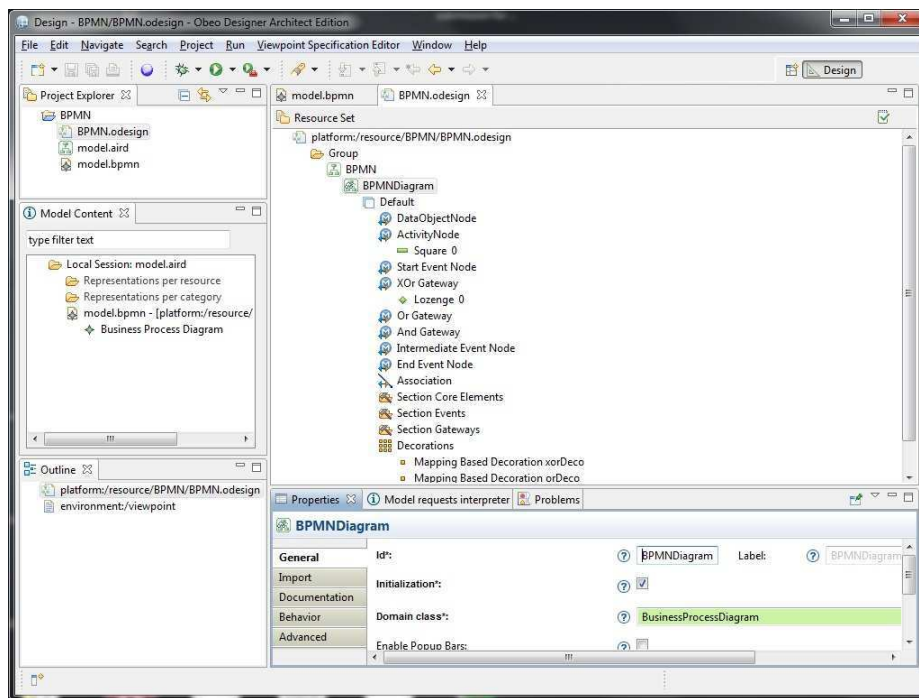 Design - BPMN/BPMN.odesign - Obeo Designer Architect Edition
File Edit Navigate Search Project Run Viewpoint Specification Editor Window Help
Design
Project Explorer
BPMN
BPMN.odesign
model.aird
model.bpmn
Model Content
type filter text
Local Session: model.aird
Representations per resource
Representations per category
model.bpmn - [platform:/resource/
Business Process Diagram
Outline
platform:/resource/BPMN/BPMN.odesign
environment:/viewpoint
model.bpmn BPMN.odesign
Resource Set
platform:/resource/BPMN/BPMN.odesign
Group
BPMN
BPMNDiagram
Default
DataObjectNode
ActivityNode
Square 0
Start Event Node
XOr Gateway
Lozenge 0
Or Gateway
And Gateway
Intermediate Event Node
End Event Node
Association
Section Core Elements
Section Events
Section Gateways
Decorations
Mapping Based Decoration xorDeco
Mapping Based Decoration orDeco
Properties Model requests interpreter Problems
BPMNDiagram
General
Import
Documentation
Behavior
Advanced
Id*: BPMNDiagram Label: BPMNDiagram
Initialization*:
Domain class*: BusinessProcessDiagram
Enable Popup Bars: